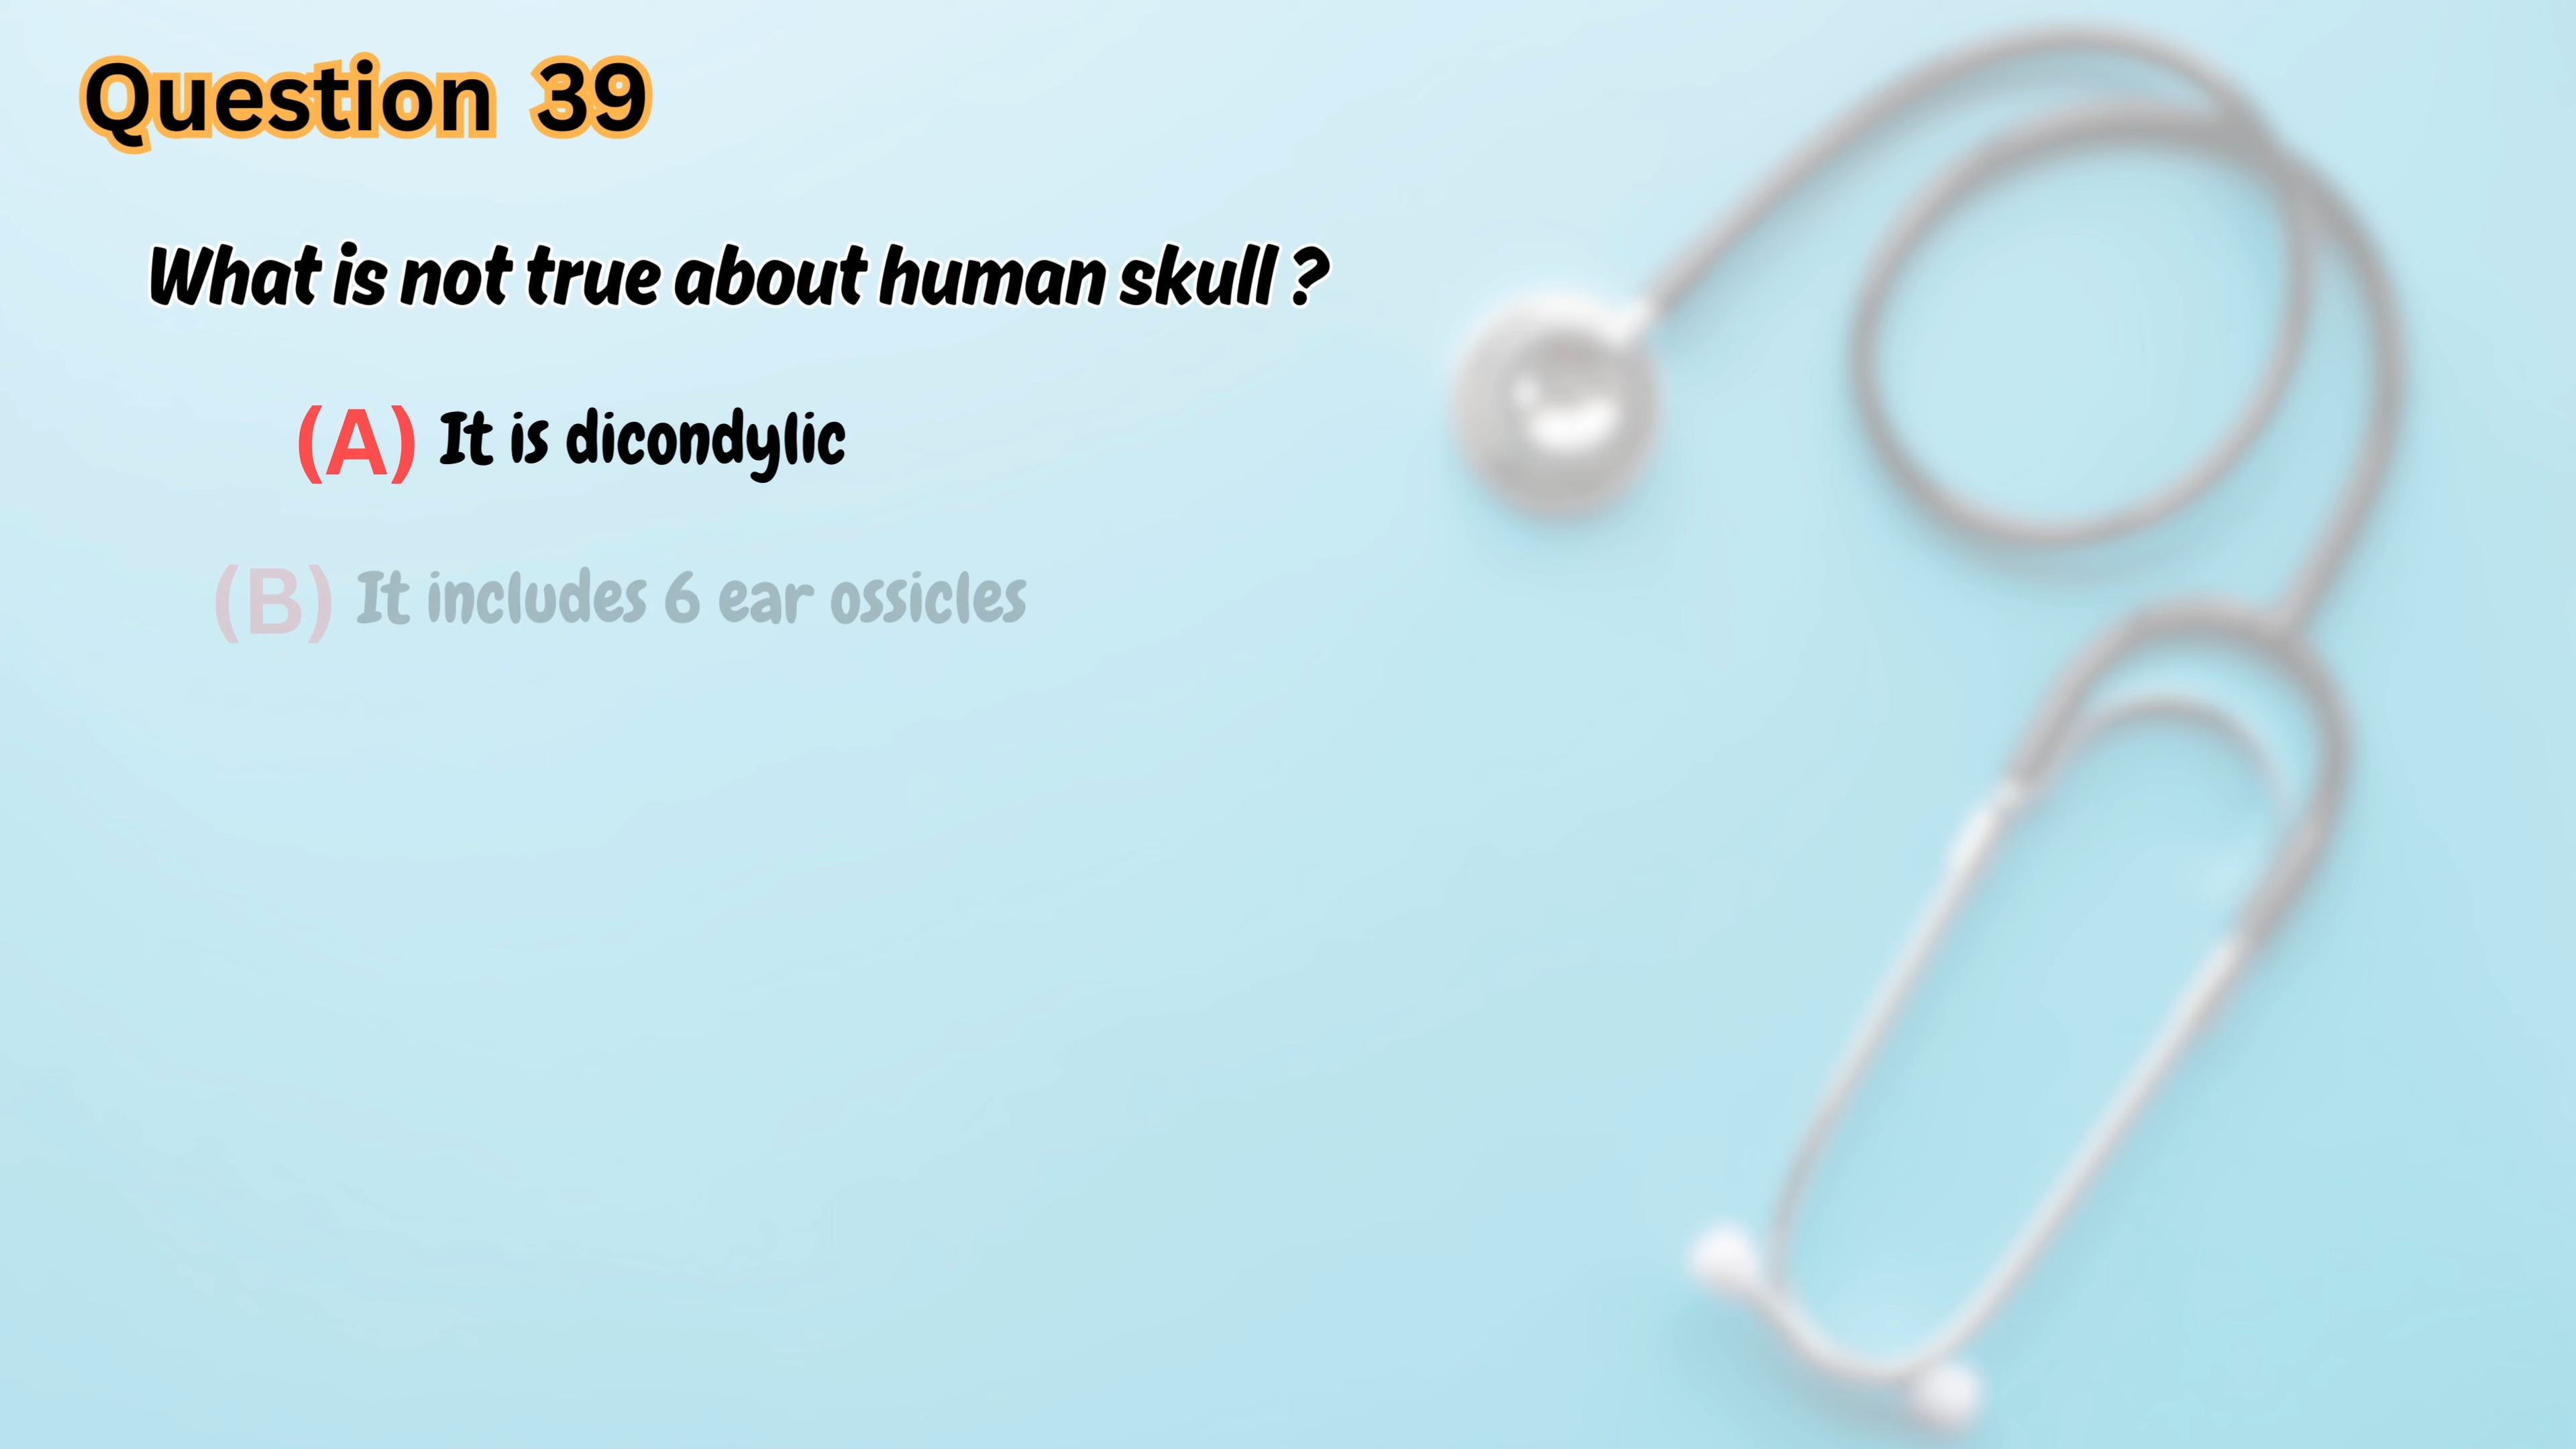 Question 39
What is not true about human skull ?
(A) It is dicondylic
(B) It includes 6 ear ossicles